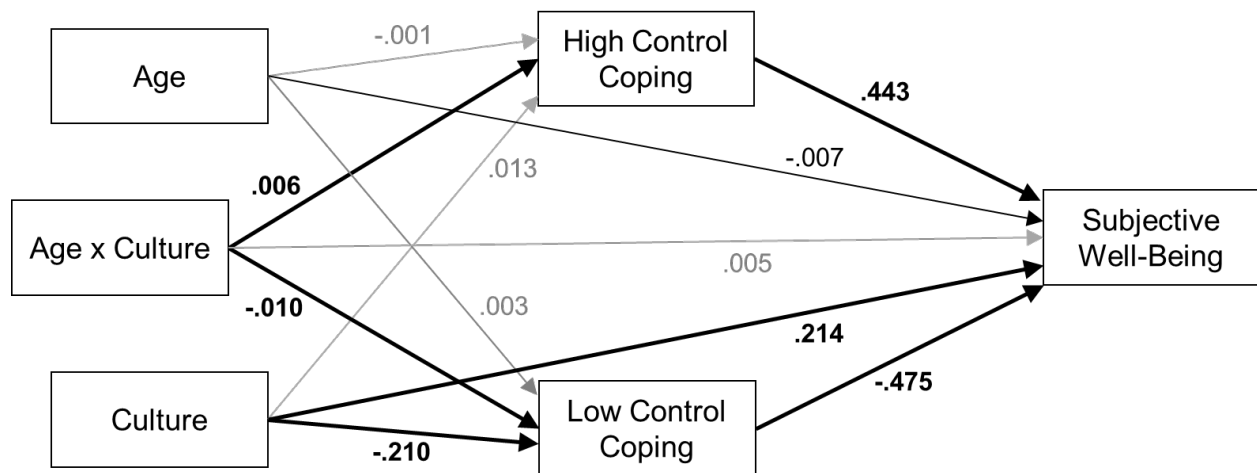 -.001
High Control
Coping
Age
.443
-.007
.013
.006
Subjective
Well-Being
Age x Culture
.005
-.010
.003
.214
-.475
Culture
Low Control
Coping
-.210